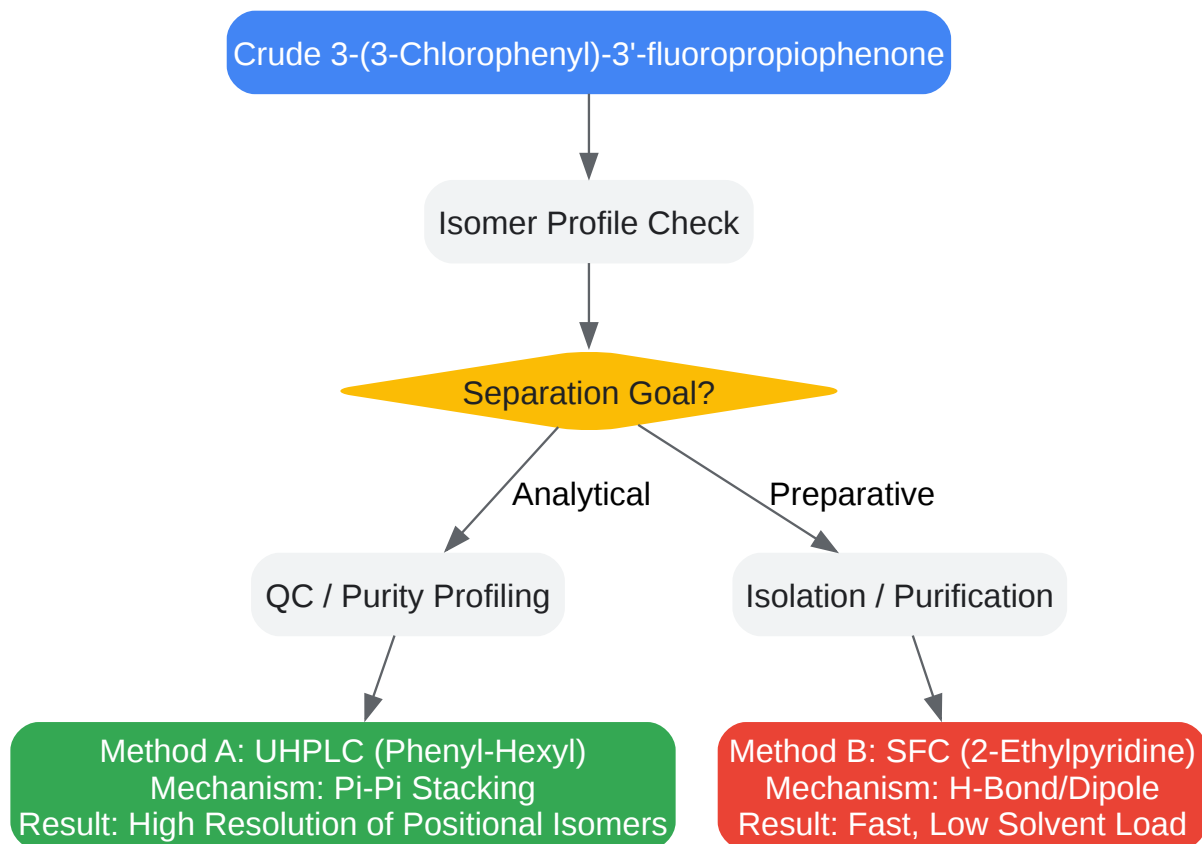 Crude 3-(3-Chlorophenyl)-3'-fluoropropiophenone
Isomer Profile Check
Separation Goal?
Analytical
Preparative
QC / Purity Profiling
Isolation / Purification
Method A: UHPLC (Phenyl-Hexyl)
Mechanism: Pi-Pi Stacking
Result: High Resolution of Positional Isomers
Method B: SFC (2-Ethylpyridine)
Mechanism: H-Bond/Dipole
Result: Fast, Low Solvent Load